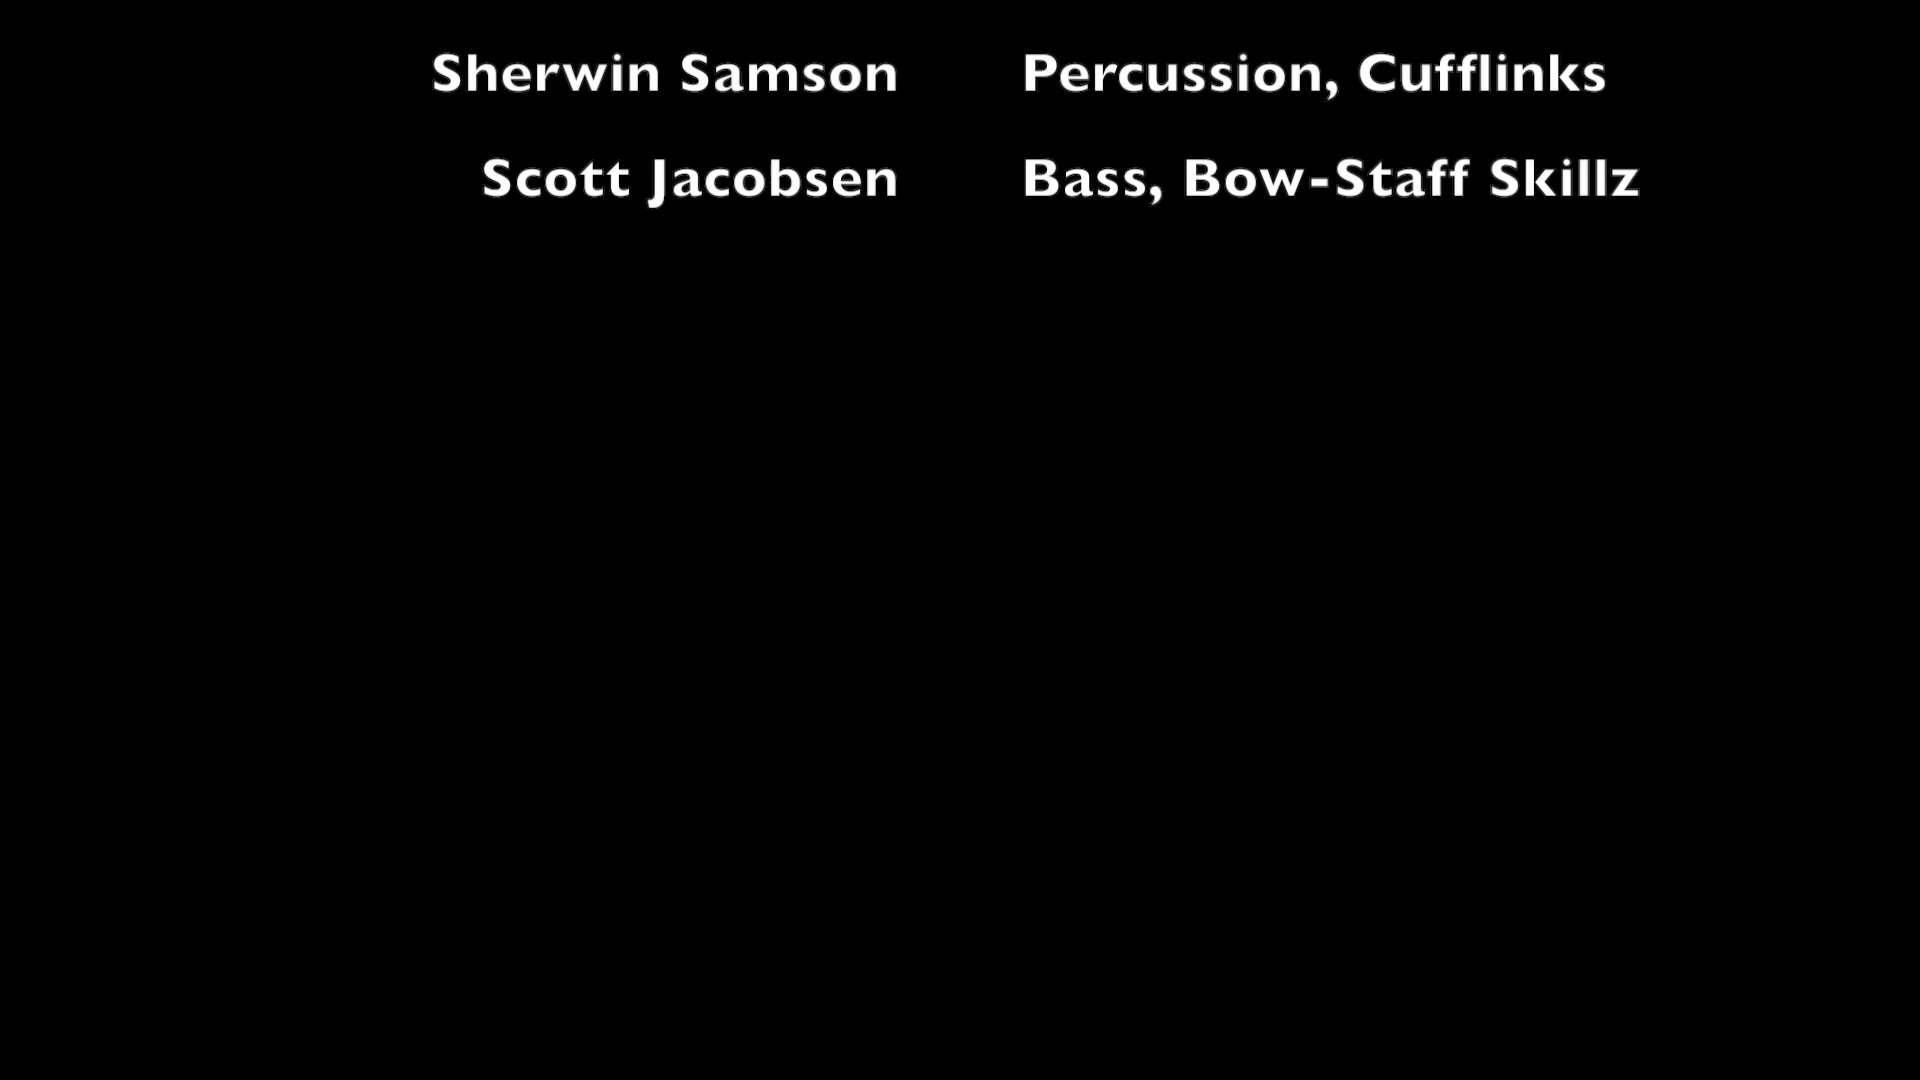 Sherwin Samson Percussion, Cufflinks
Scott Jacobsen Bass, Bow-Staff Skillz